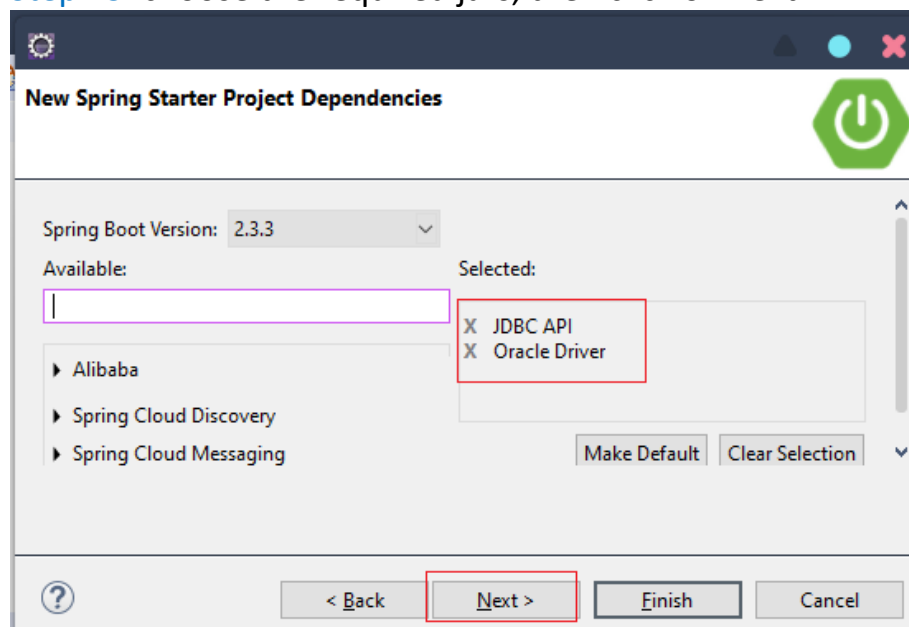 New Spring Starter Project Dependencies
Spring Boot Version: 2.3.3
Available:
Selected:
X JDBC API
X Oracle Driver
Alibaba
Spring Cloud Discovery
Spring Cloud Messaging
Make Default
Clear Selection
?
< Back
Next >
Finish
Cancel